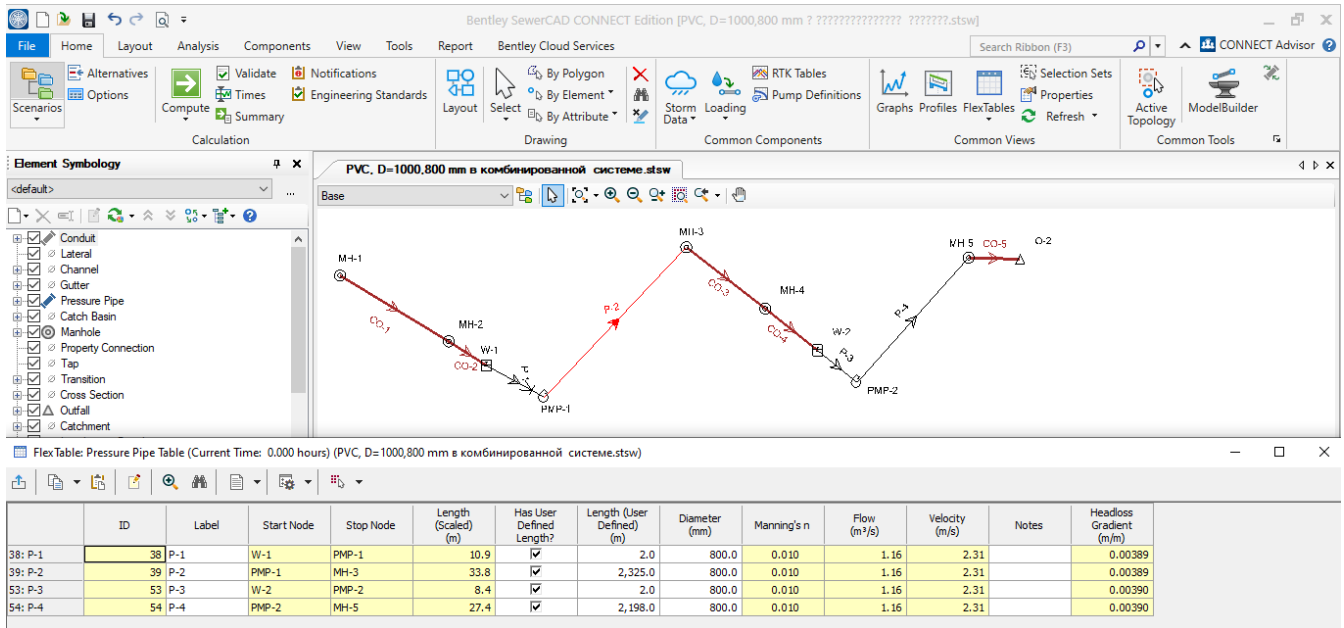 Bentley SewerCAD CONNECT Edition [PVC, D=1000,800 mm ? ??????????????? ???????.stsw]
File Home Layout Analysis Components View Tools Report Bentley Cloud Services Search Ribbon (F3) CONNECT Advisor
Scenarios
Alternatives
Options
Compute
Validate
Times
Summary
Notifications
Engineering Standards
Calculation
Layout
Select
By Polygon
By Element
By Attribute
Drawing
Storm Data
Loading
RTK Tables
Pump Definitions
Common Components
Graphs Profiles FlexTables
Selection Sets
Properties
Refresh
Common Views
Active Topology
ModelBuilder
Common Tools
Element Symbology
<default>
...
Conduit
Lateral
Channel
Gutter
Pressure Pipe
Catch Basin
Manhole
Property Connection
Tap
Transition
Cross Section
Outfall
Catchment
PVC, D=1000,800 mm в комбинированной системе.stsw
Base
MH-1
CO-1
MH-2
CO-2
W-1
PMP-1
P-2
MH-3
CO-3
MH-4
CO-4
W-2
P-3
PMP-2
P-4
MH 5
CO-5
O-2
FlexTable: Pressure Pipe Table (Current Time: 0.000 hours) (PVC, D=1000,800 mm в комбинированной системе.stsw)
ID Label Start Node Stop Node Length (Scaled) (m) Has User Defined Length? Length (User Defined) (m) Diameter (mm) Manning's n Flow (m³/s) Velocity (m/s) Notes Headloss Gradient (m/m)
38: P-1 38 P-1 W-1 PMP-1 10.9 2.0 800.0 0.010 1.16 2.31 0.00389
39: P-2 39 P-2 PMP-1 MH-3 33.8 2,325.0 800.0 0.010 1.16 2.31 0.00389
53: P-3 53 P-3 W-2 PMP-2 8.4 2.0 800.0 0.010 1.16 2.31 0.00390
54: P-4 54 P-4 PMP-2 MH-5 27.4 2,198.0 800.0 0.010 1.16 2.31 0.00390